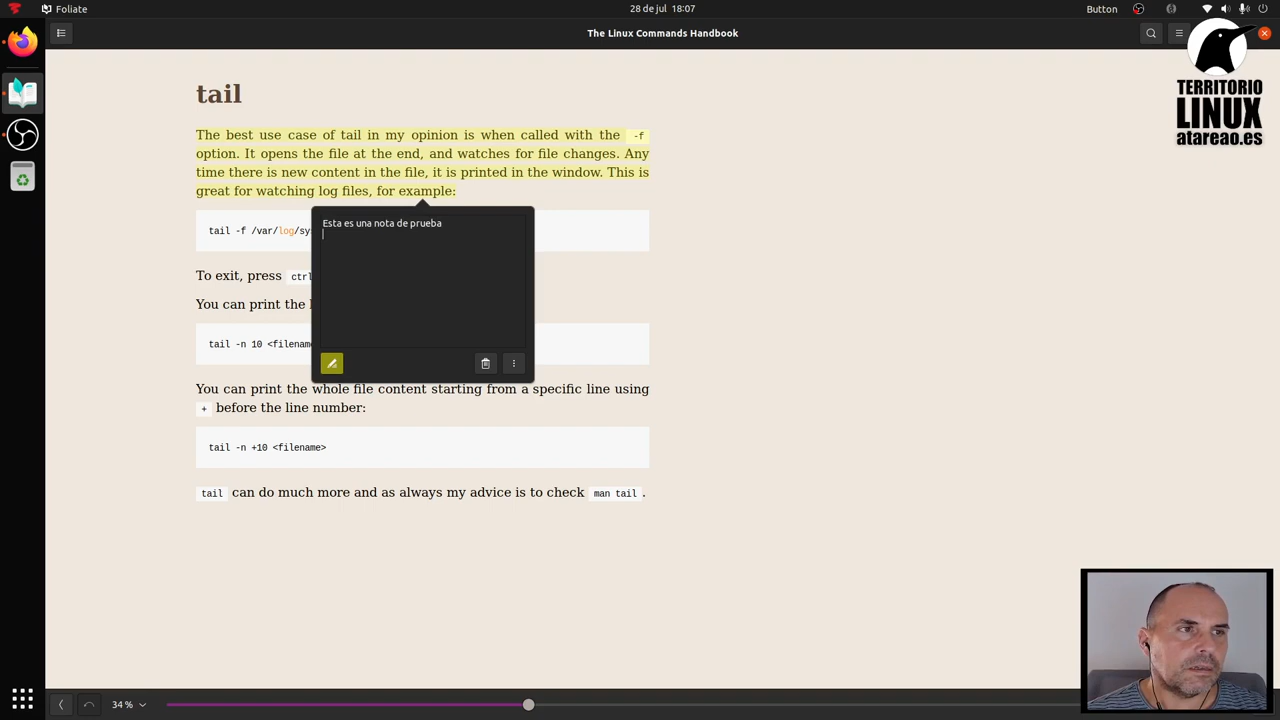 Foliate
28 de jul 18:07
Button
The Linux Commands Handbook
TERRITORIO
LINUX
atareao.es
tail
The best use case of tail in my opinion is when called with the -f
option. It opens the file at the end, and watches for file changes. Any
time there is new content in the file, it is printed in the window. This is
great for watching log files, for example:
Esta es una nota de prueba
tail -f /var/log/sys
To exit, press ctrl
You can print the
tail -n 10 <filename
You can print the whole file content starting from a specific line using
+ before the line number:
tail -n +10 <filename>
tail can do much more and as always my advice is to check man tail .
34 %